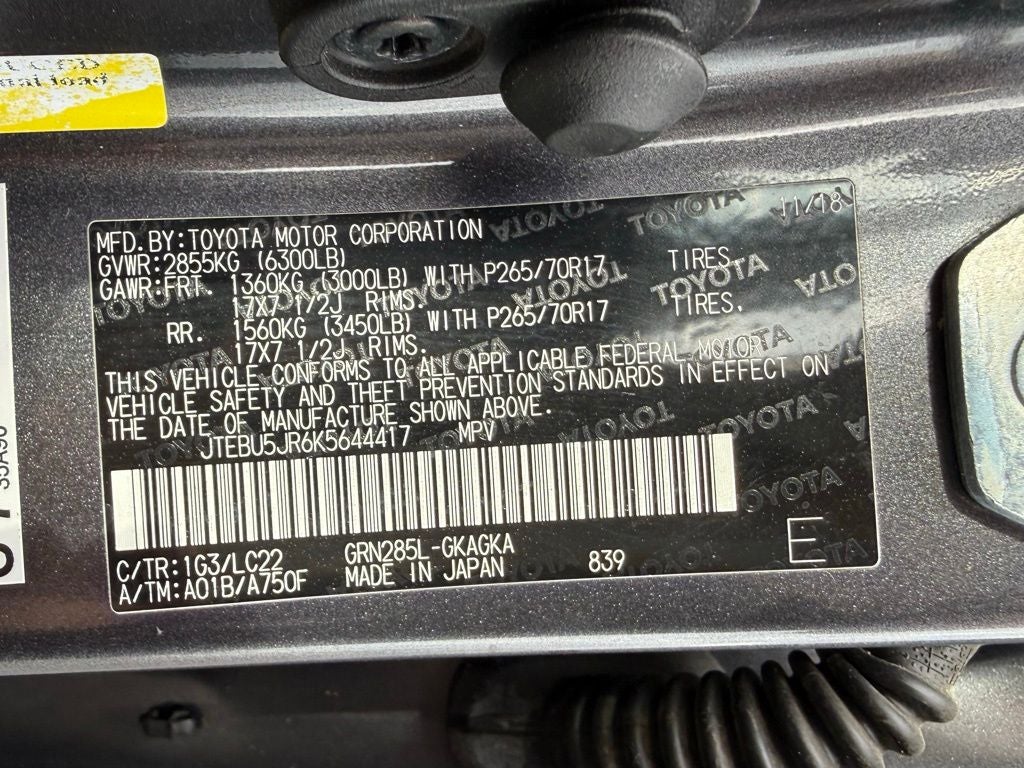 nal load
11/18
MFD.BY:TOYOTA MOTOR CORPORATION
GVWR:2855KG (6300LB)
GAWR:FRT. 1360KG (3000LB) WITH P265/70R17 TIRES,
17X7 1/2J RIMS.
RR. 1560KG (3450LB) WITH P265/70R17 TIRES,
17X7 1/2J RIMS.
THIS VEHICLE CONFORMS TO ALL APPLICABLE FEDERAL MOTOR
VEHICLE SAFETY AND THEFT PREVENTION STANDARDS IN EFFECT ON
THE DATE OF MANUFACTURE SHOWN ABOVE.
JTEBU5JR6K5644417 MPV
C/TR:1G3/LC22 GRN285L-GKAGKA
A/TM:A01B/A750F MADE IN JAPAN 839 E